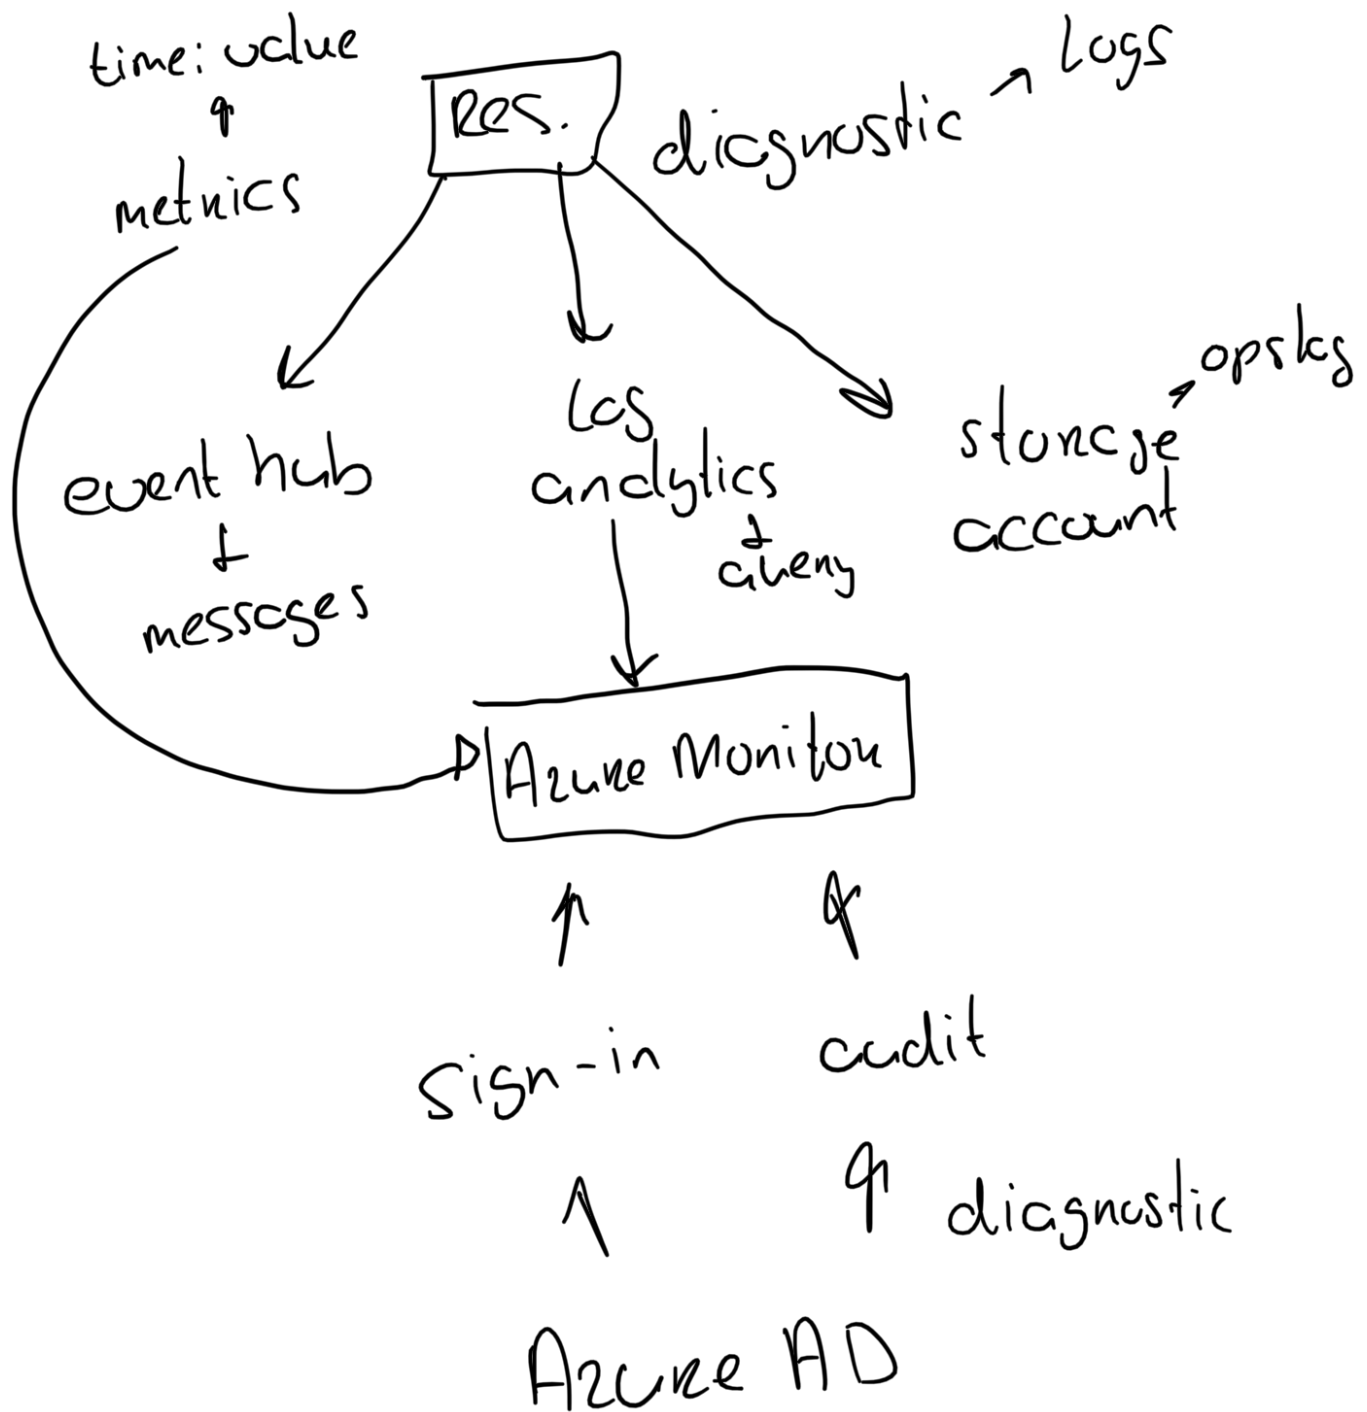 time: value
Logs
Res.
diagnostic
metrics
opslog
log
storage
event hub
analytics
account
query
messages
Azure Monitor
sign-in
audit
diagnostic
Azure AD